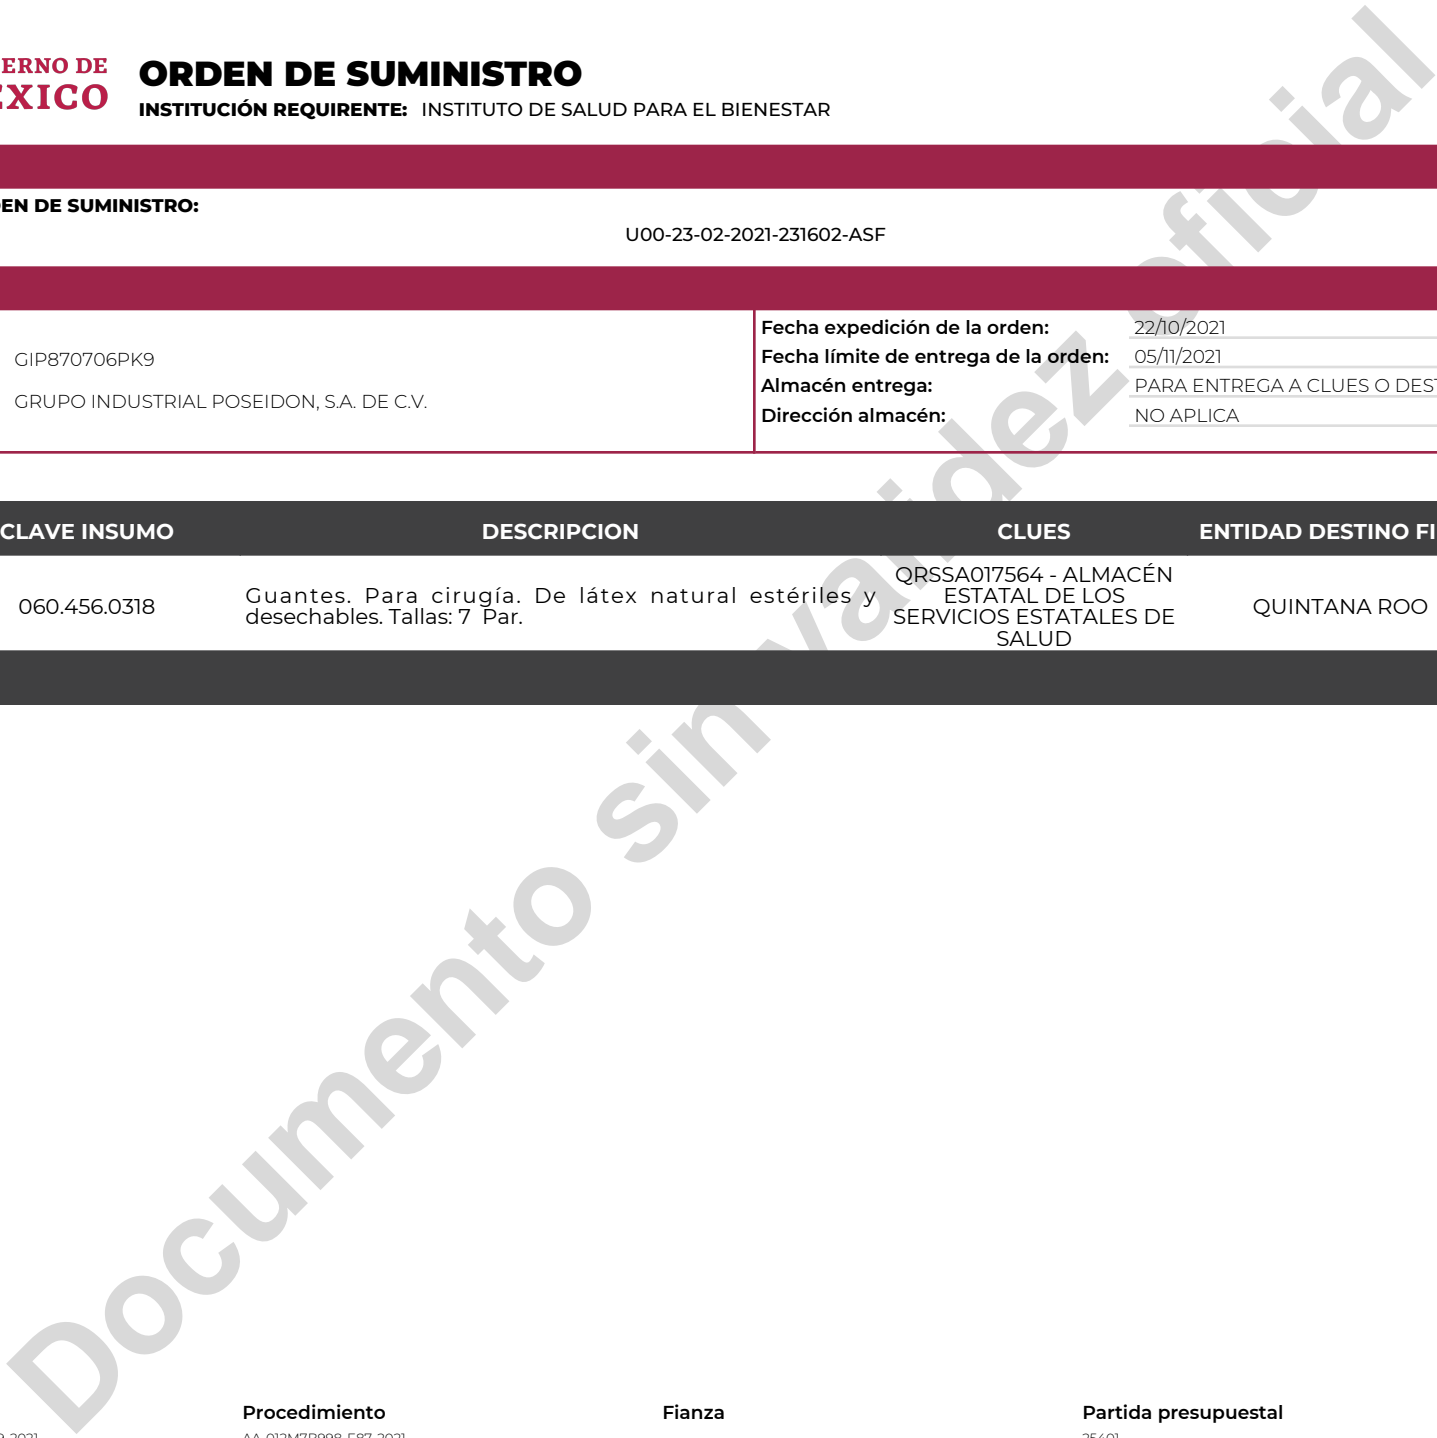 ERNO DE
EXICO
ORDEN DE SUMINISTRO
INSTITUCIÓN REQUIRENTE: INSTITUTO DE SALUD PARA EL BIENESTAR
EN DE SUMINISTRO:
U00-23-02-2021-231602-ASF
GIP870706PK9
GRUPO INDUSTRIAL POSEIDON, S.A. DE C.V.
Fecha expedición de la orden: 22/10/2021
Fecha límite de entrega de la orden: 05/11/2021
Almacén entrega: PARA ENTREGA A CLUES O DEST
Dirección almacén: NO APLICA
CLAVE INSUMO DESCRIPCION CLUES ENTIDAD DESTINO FI
060.456.0318
Guantes. Para cirugía. De látex natural estériles y
desechables. Tallas: 7 Par.
QRSSA017564 - ALMACÉN
ESTATAL DE LOS
SERVICIOS ESTATALES DE
SALUD
QUINTANA ROO
Documento sin validez oficial
Procedimiento Fianza Partida presupuestal